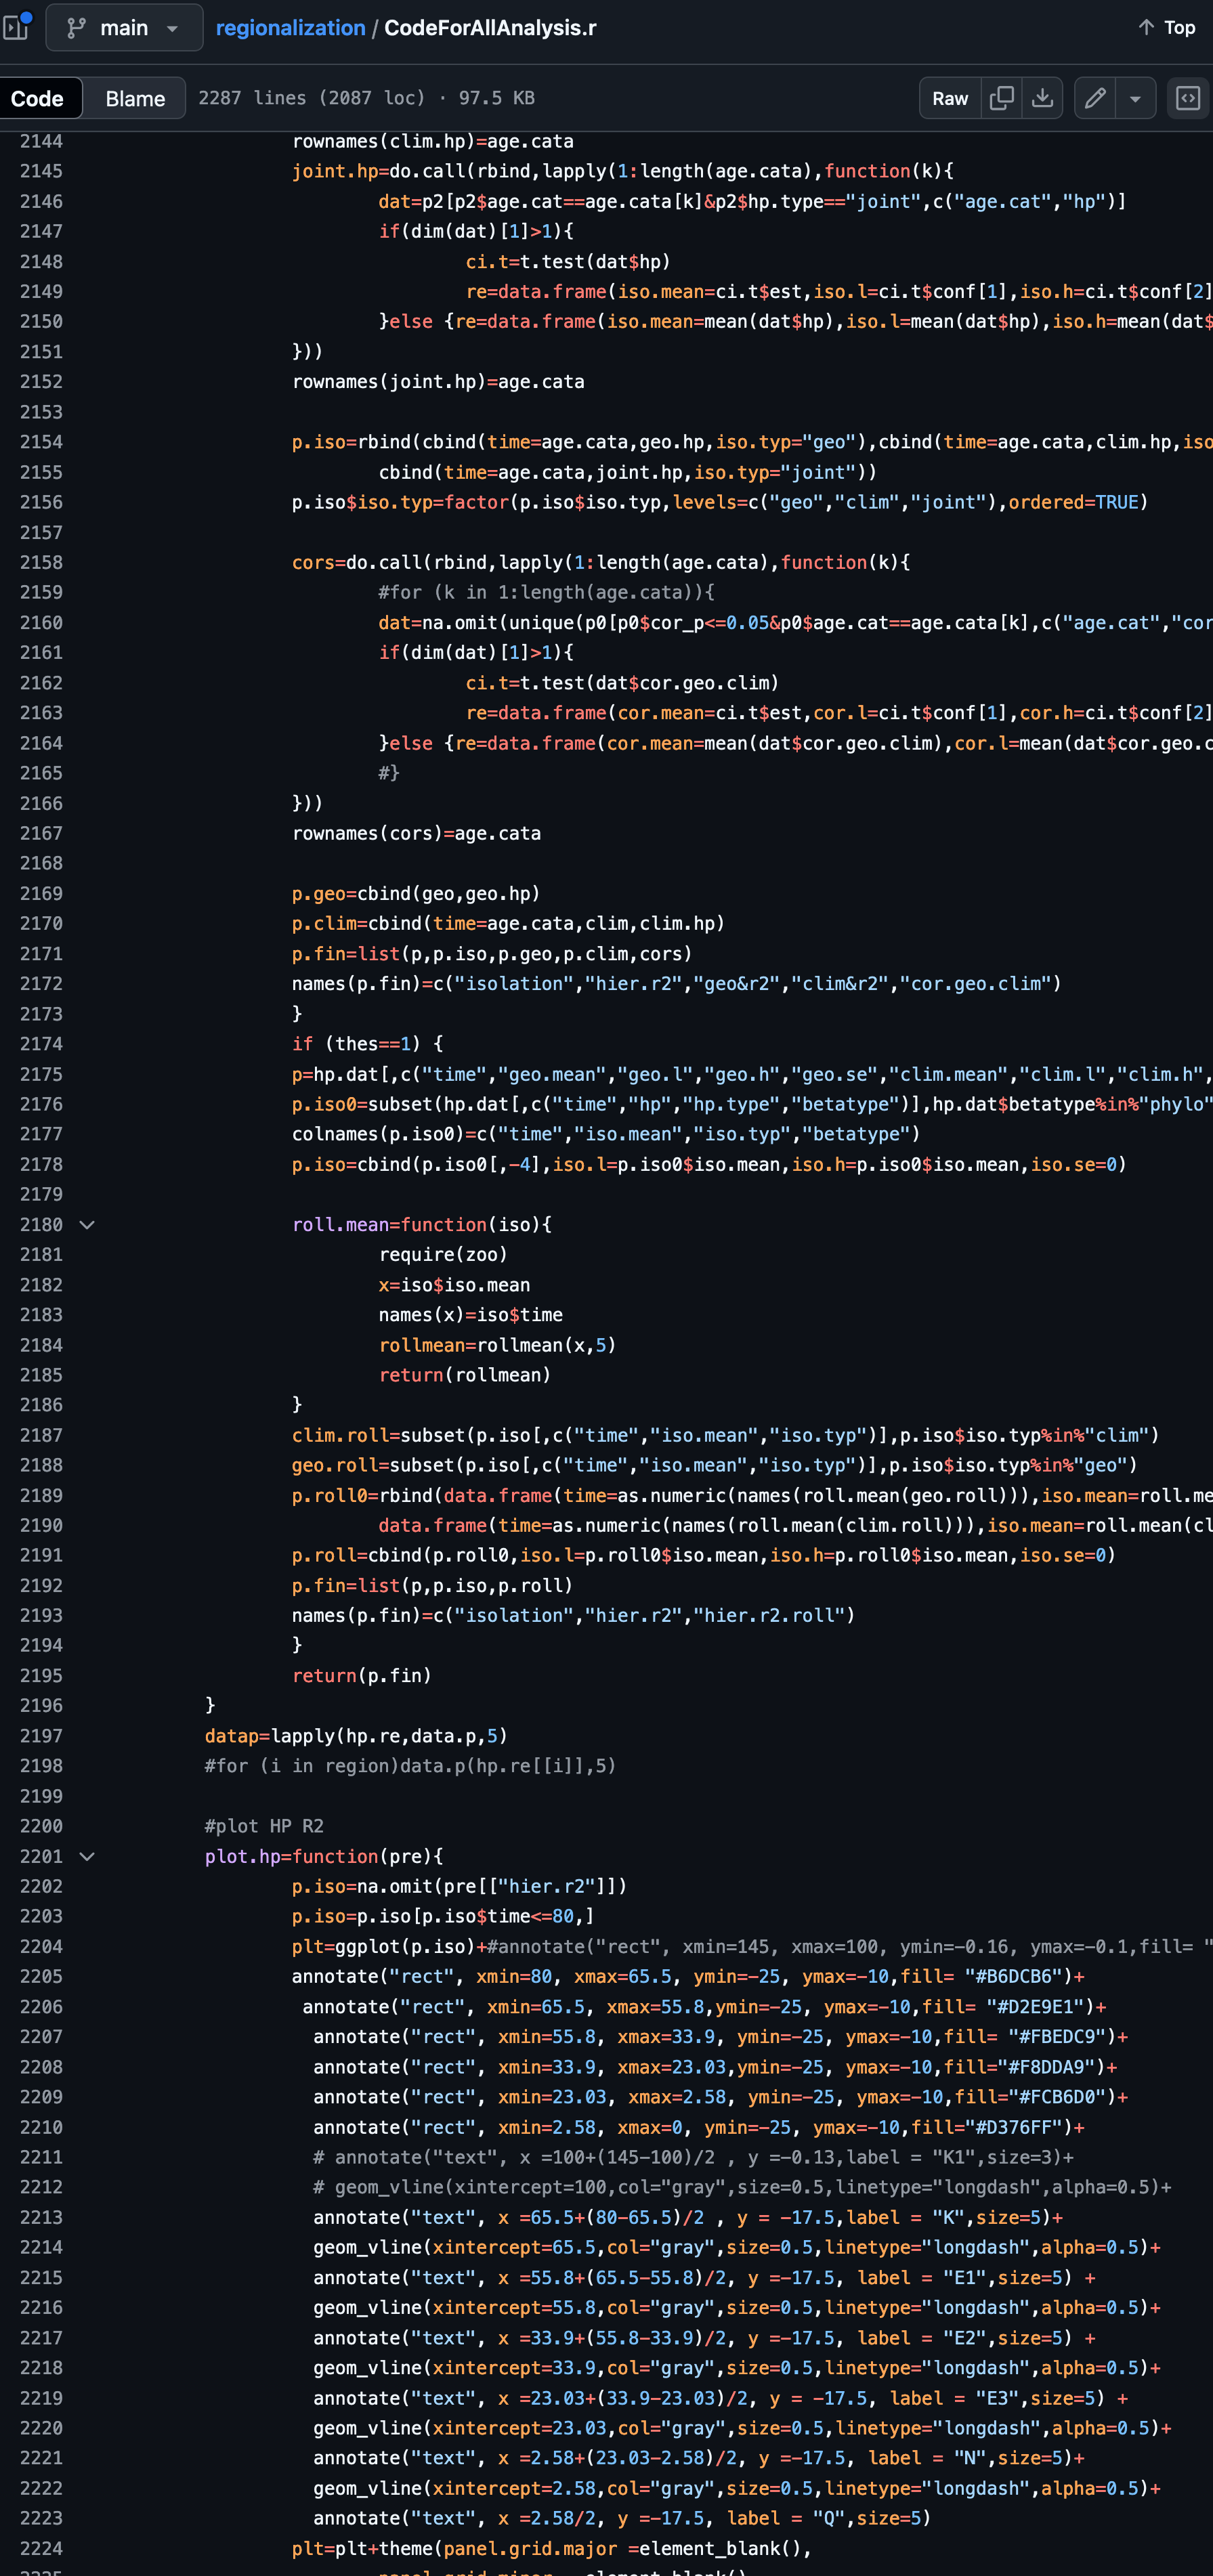 main
regionalization / CodeForAllAnalysis.r
Top
Code
Blame
2287 lines (2087 loc) · 97.5 KB
Raw
2144 rownames(clim.hp)=age.cata
2145 joint.hp=do.call(rbind,lapply(1:length(age.cata),function(k){
2146 dat=p2[p2$age.cat==age.cata[k]&p2$hp.type=="joint",c("age.cat","hp")]
2147 if(dim(dat)[1]>1){
2148 ci.t=t.test(dat$hp)
2149 re=data.frame(iso.mean=ci.t$est,iso.l=ci.t$conf[1],iso.h=ci.t$conf[2]
2150 }else {re=data.frame(iso.mean=mean(dat$hp),iso.l=mean(dat$hp),iso.h=mean(dat$
2151 }))
2152 rownames(joint.hp)=age.cata
2153
2154 p.iso=rbind(cbind(time=age.cata,geo.hp,iso.typ="geo"),cbind(time=age.cata,clim.hp,iso
2155 cbind(time=age.cata,joint.hp,iso.typ="joint"))
2156 p.iso$iso.typ=factor(p.iso$iso.typ,levels=c("geo","clim","joint"),ordered=TRUE)
2157
2158 cors=do.call(rbind,lapply(1:length(age.cata),function(k){
2159 #for (k in 1:length(age.cata)){
2160 dat=na.omit(unique(p0[p0$cor_p<=0.05&p0$age.cat==age.cata[k],c("age.cat","cor
2161 if(dim(dat)[1]>1){
2162 ci.t=t.test(dat$cor.geo.clim)
2163 re=data.frame(cor.mean=ci.t$est,cor.l=ci.t$conf[1],cor.h=ci.t$conf[2]
2164 }else {re=data.frame(cor.mean=mean(dat$cor.geo.clim),cor.l=mean(dat$cor.geo.c
2165 #}
2166 }))
2167 rownames(cors)=age.cata
2168
2169 p.geo=cbind(geo,geo.hp)
2170 p.clim=cbind(time=age.cata,clim,clim.hp)
2171 p.fin=list(p,p.iso,p.geo,p.clim,cors)
2172 names(p.fin)=c("isolation","hier.r2","geo&r2","clim&r2","cor.geo.clim")
2173 }
2174 if (thes==1) {
2175 p=hp.dat[,c("time","geo.mean","geo.l","geo.h","geo.se","clim.mean","clim.l","clim.h",
2176 p.iso0=subset(hp.dat[,c("time","hp","hp.type","betatype")],hp.dat$betatype%in%"phylo"
2177 colnames(p.iso0)=c("time","iso.mean","iso.typ","betatype")
2178 p.iso=cbind(p.iso0[,-4],iso.l=p.iso0$iso.mean,iso.h=p.iso0$iso.mean,iso.se=0)
2179
2180 roll.mean=function(iso){
2181 require(zoo)
2182 x=iso$iso.mean
2183 names(x)=iso$time
2184 rollmean=rollmean(x,5)
2185 return(rollmean)
2186 }
2187 clim.roll=subset(p.iso[,c("time","iso.mean","iso.typ")],p.iso$iso.typ%in%"clim")
2188 geo.roll=subset(p.iso[,c("time","iso.mean","iso.typ")],p.iso$iso.typ%in%"geo")
2189 p.roll0=rbind(data.frame(time=as.numeric(names(roll.mean(geo.roll))),iso.mean=roll.me
2190 data.frame(time=as.numeric(names(roll.mean(clim.roll))),iso.mean=roll.mean(cl
2191 p.roll=cbind(p.roll0,iso.l=p.roll0$iso.mean,iso.h=p.roll0$iso.mean,iso.se=0)
2192 p.fin=list(p,p.iso,p.roll)
2193 names(p.fin)=c("isolation","hier.r2","hier.r2.roll")
2194 }
2195 return(p.fin)
2196 }
2197 datap=lapply(hp.re,data.p,5)
2198 #for (i in region)data.p(hp.re[[i]],5)
2199
2200 #plot HP R2
2201 plot.hp=function(pre){
2202 p.iso=na.omit(pre[["hier.r2"]])
2203 p.iso=p.iso[p.iso$time<=80,]
2204 plt=ggplot(p.iso)+#annotate("rect", xmin=145, xmax=100, ymin=-0.16, ymax=-0.1,fill= "
2205 annotate("rect", xmin=80, xmax=65.5, ymin=-25, ymax=-10,fill= "#B6DCB6")+
2206 annotate("rect", xmin=65.5, xmax=55.8,ymin=-25, ymax=-10,fill= "#D2E9E1")+
2207 annotate("rect", xmin=55.8, xmax=33.9, ymin=-25, ymax=-10,fill= "#FBEDC9")+
2208 annotate("rect", xmin=33.9, xmax=23.03,ymin=-25, ymax=-10,fill="#F8DDA9")+
2209 annotate("rect", xmin=23.03, xmax=2.58, ymin=-25, ymax=-10,fill="#FCB6D0")+
2210 annotate("rect", xmin=2.58, xmax=0, ymin=-25, ymax=-10,fill="#D376FF")+
2211 # annotate("text", x =100+(145-100)/2 , y =-0.13,label = "K1",size=3)+
2212 # geom_vline(xintercept=100,col="gray",size=0.5,linetype="longdash",alpha=0.5)+
2213 annotate("text", x =65.5+(80-65.5)/2 , y = -17.5,label = "K",size=5)+
2214 geom_vline(xintercept=65.5,col="gray",size=0.5,linetype="longdash",alpha=0.5)+
2215 annotate("text", x =55.8+(65.5-55.8)/2, y =-17.5, label = "E1",size=5) +
2216 geom_vline(xintercept=55.8,col="gray",size=0.5,linetype="longdash",alpha=0.5)+
2217 annotate("text", x =33.9+(55.8-33.9)/2, y =-17.5, label = "E2",size=5) +
2218 geom_vline(xintercept=33.9,col="gray",size=0.5,linetype="longdash",alpha=0.5)+
2219 annotate("text", x =23.03+(33.9-23.03)/2, y = -17.5, label = "E3",size=5) +
2220 geom_vline(xintercept=23.03,col="gray",size=0.5,linetype="longdash",alpha=0.5)+
2221 annotate("text", x =2.58+(23.03-2.58)/2, y =-17.5, label = "N",size=5)+
2222 geom_vline(xintercept=2.58,col="gray",size=0.5,linetype="longdash",alpha=0.5)+
2223 annotate("text", x =2.58/2, y =-17.5, label = "Q",size=5)
2224 plt=plt+theme(panel.grid.major =element_blank(),